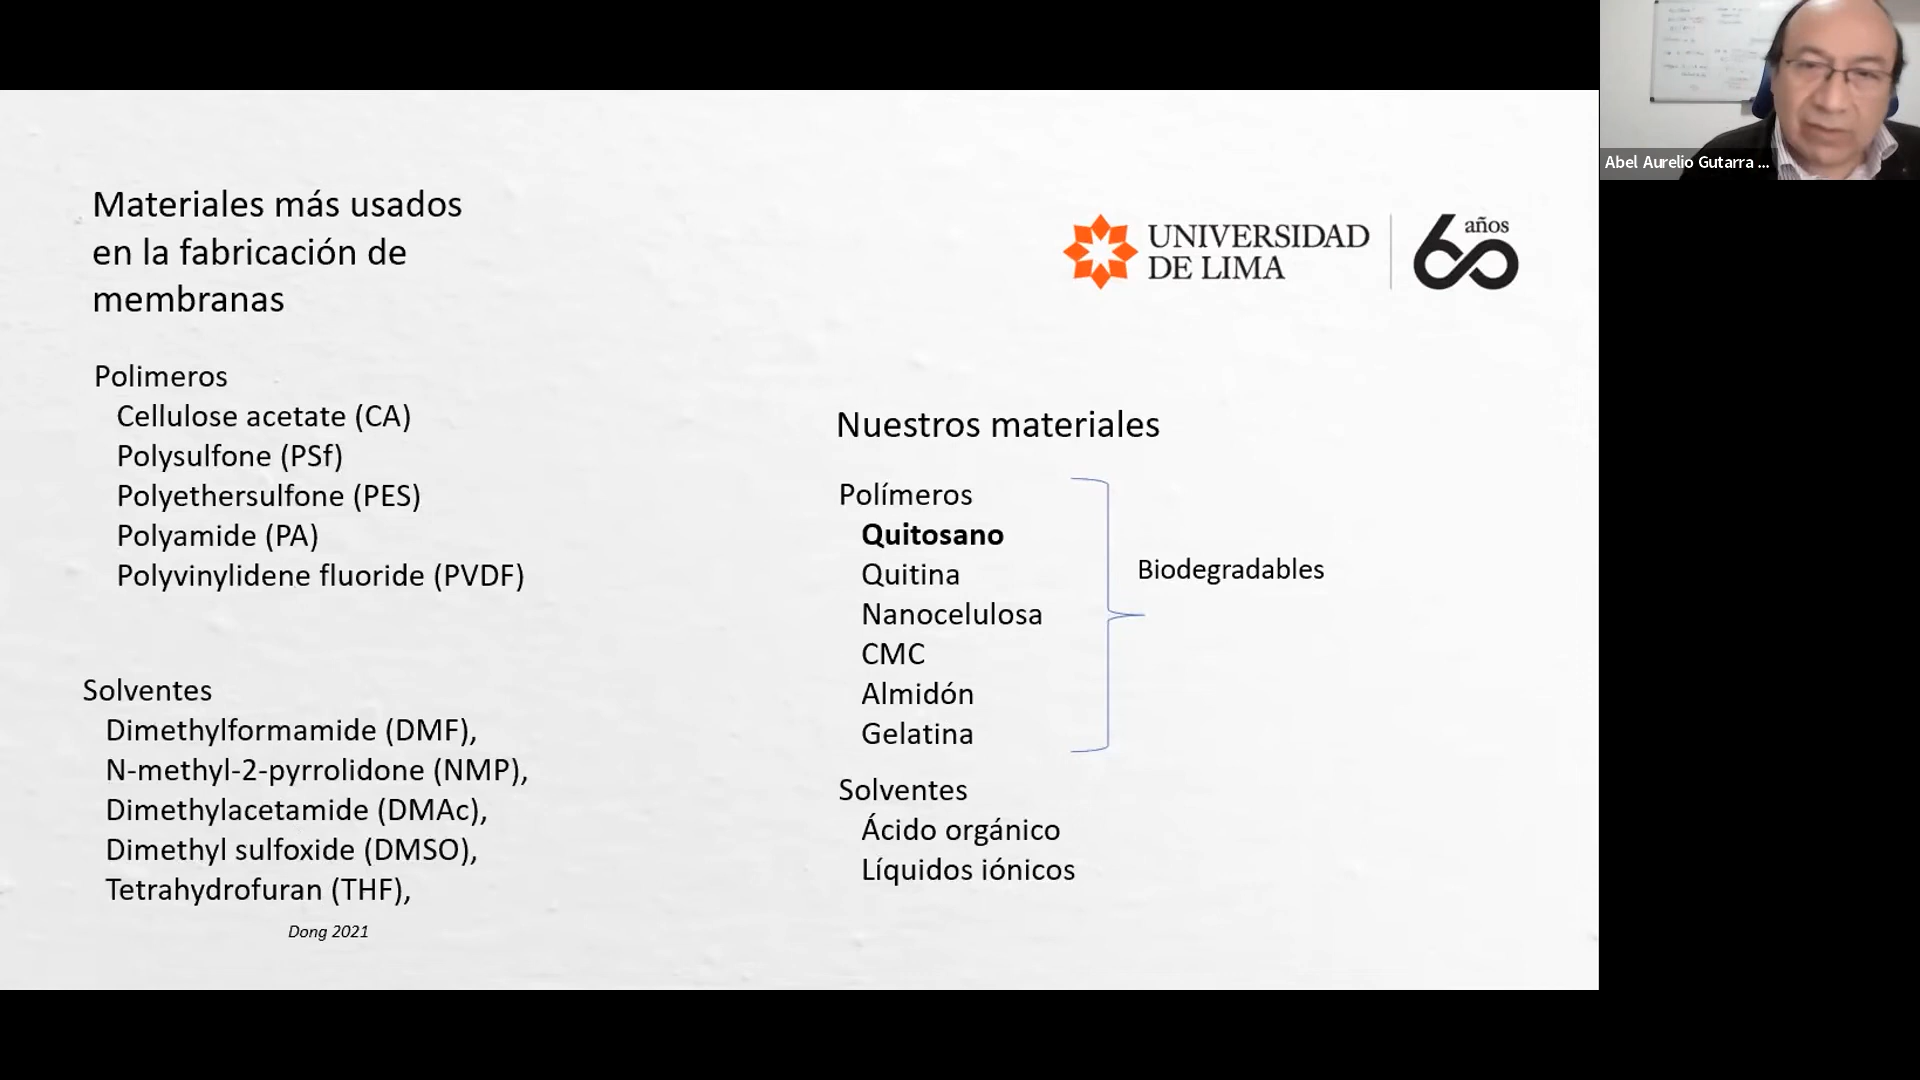 Abel Aurelio Gutarra ...
Materiales más usados
en la fabricación de
membranas
UNIVERSIDAD
DE LIMA
60
años
Polimeros
Cellulose acetate (CA)
Polysulfone (PSf)
Polyethersulfone (PES)
Polyamide (PA)
Polyvinylidene fluoride (PVDF)
Solventes
Dimethylformamide (DMF),
N-methyl-2-pyrrolidone (NMP),
Dimethylacetamide (DMAc),
Dimethyl sulfoxide (DMSO),
Tetrahydrofuran (THF),
Dong 2021
Nuestros materiales
Polímeros
Quitosano
Quitina
Nanocelulosa
CMC
Almidón
Gelatina
Biodegradables
Solventes
Ácido orgánico
Líquidos iónicos